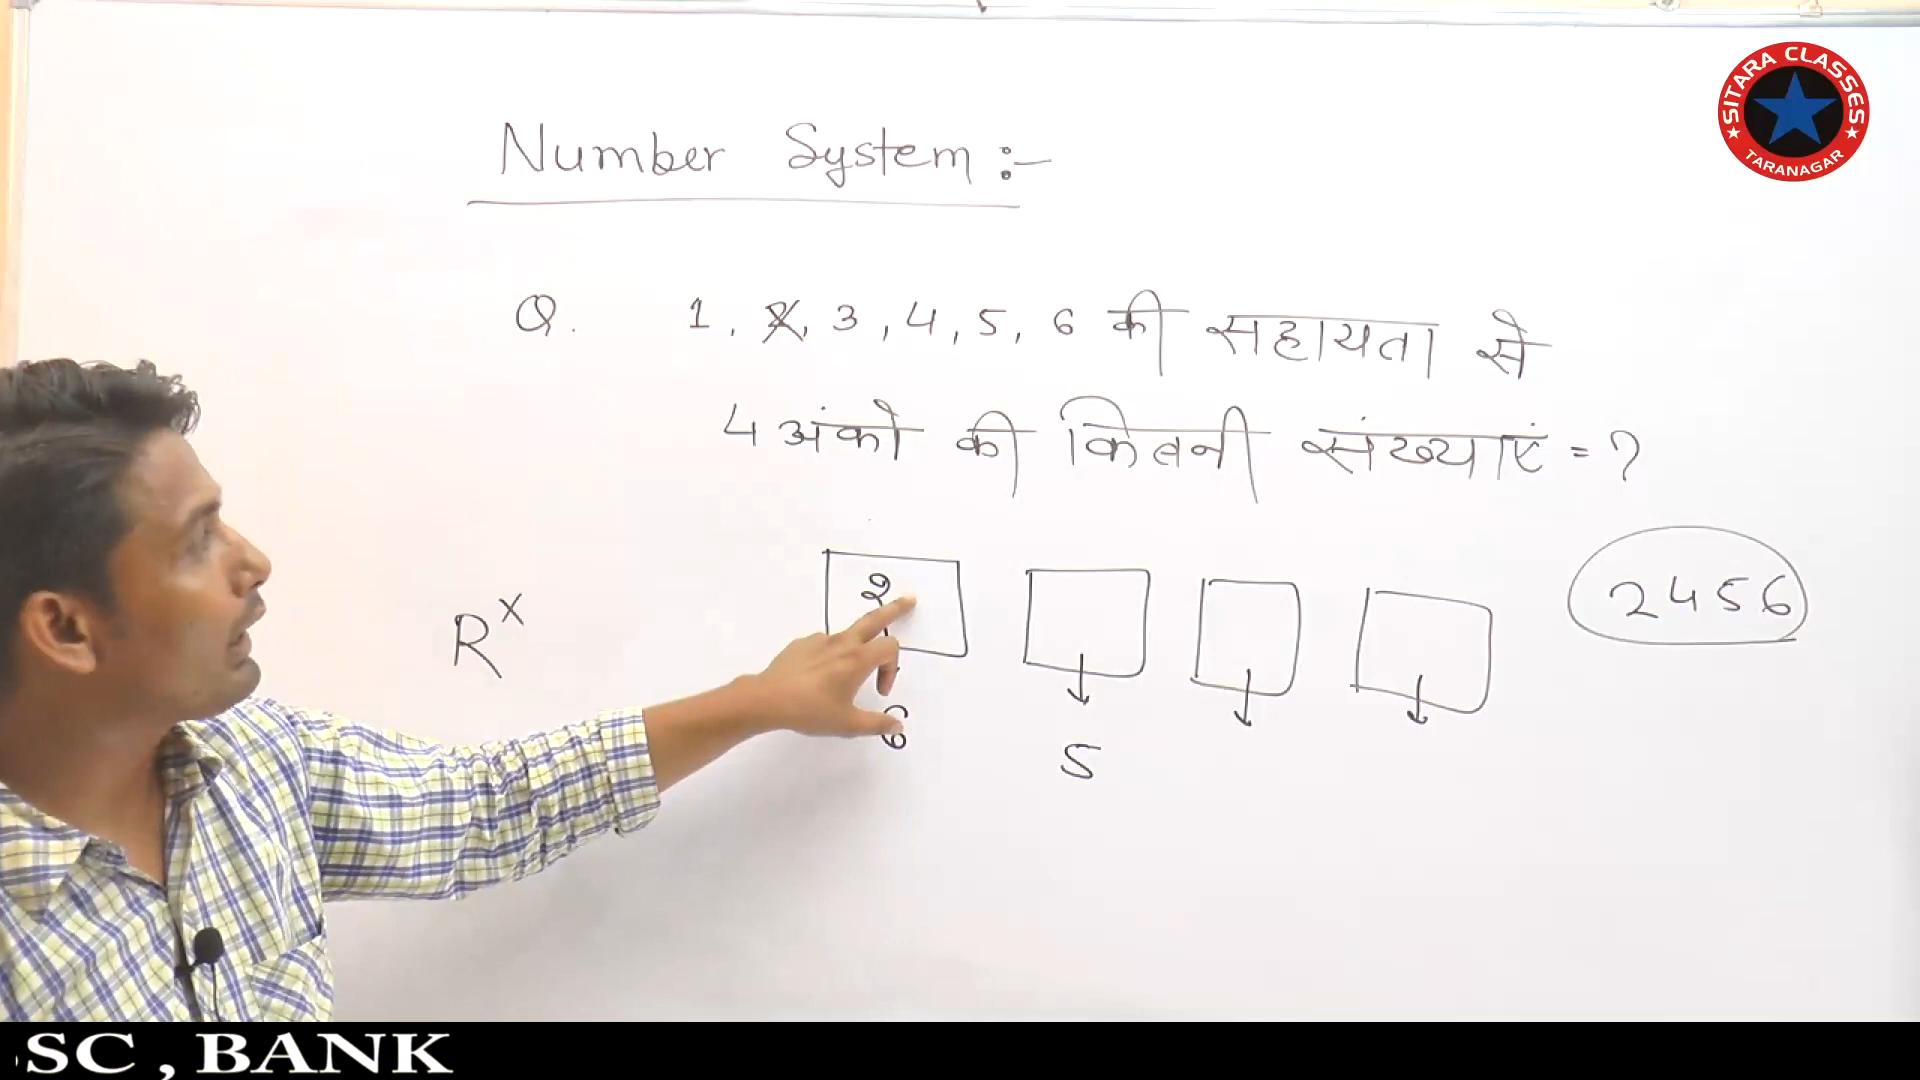 SITARA CLASSES
TARANAGAR
Number System :-
Q. 1, 2, 3, 4, 5, 6 की सहायता से
4 अंको की कितनी संख्याएं = ?
2456
2
R^x
6 5
SC , BANK